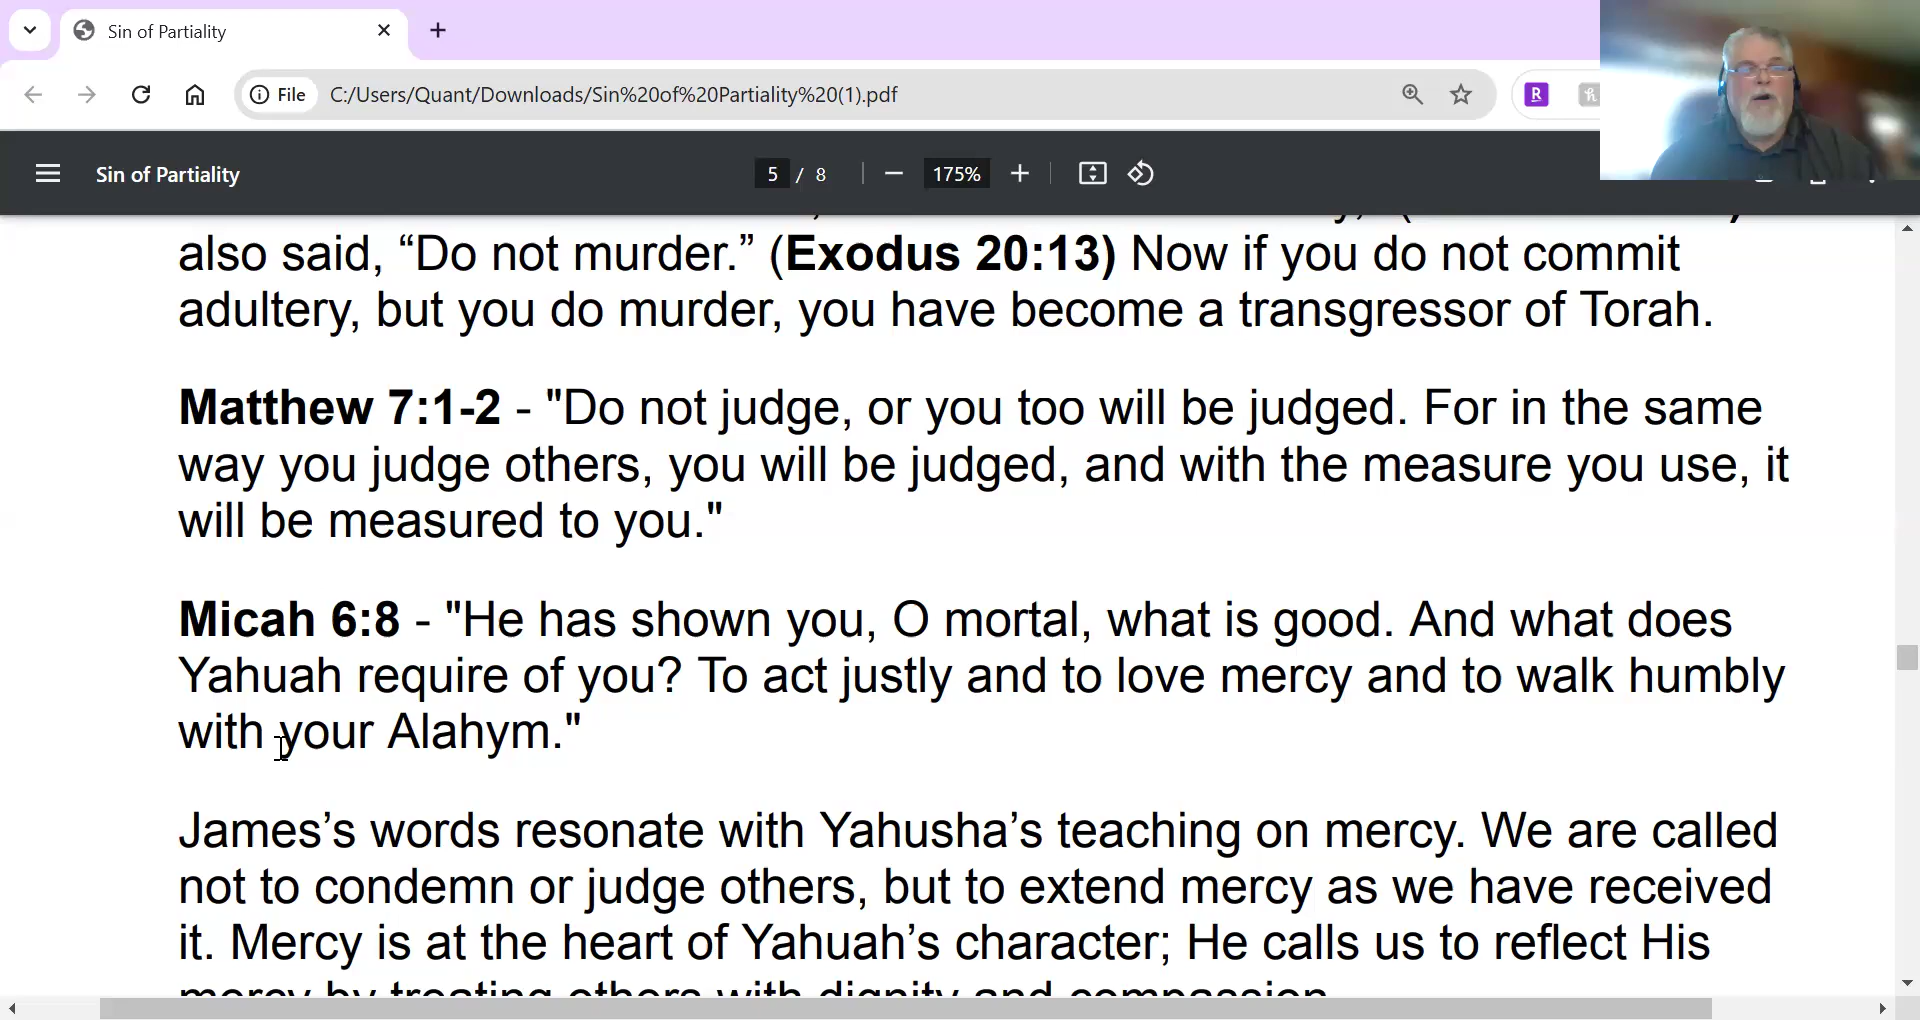 Sin of Partiality
File C:/Users/Quant/Downloads/Sin%20of%20Partiality%20(1).pdf
Sin of Partiality 5 / 8 175%
also said, “Do not murder.” (Exodus 20:13) Now if you do not commit
adultery, but you do murder, you have become a transgressor of Torah.
Matthew 7:1-2 - "Do not judge, or you too will be judged. For in the same
way you judge others, you will be judged, and with the measure you use, it
will be measured to you."
Micah 6:8 - "He has shown you, O mortal, what is good. And what does
Yahuah require of you? To act justly and to love mercy and to walk humbly
with your Alahym."
James’s words resonate with Yahusha’s teaching on mercy. We are called
not to condemn or judge others, but to extend mercy as we have received
it. Mercy is at the heart of Yahuah’s character; He calls us to reflect His
mercy by treating others with dignity and compassion.